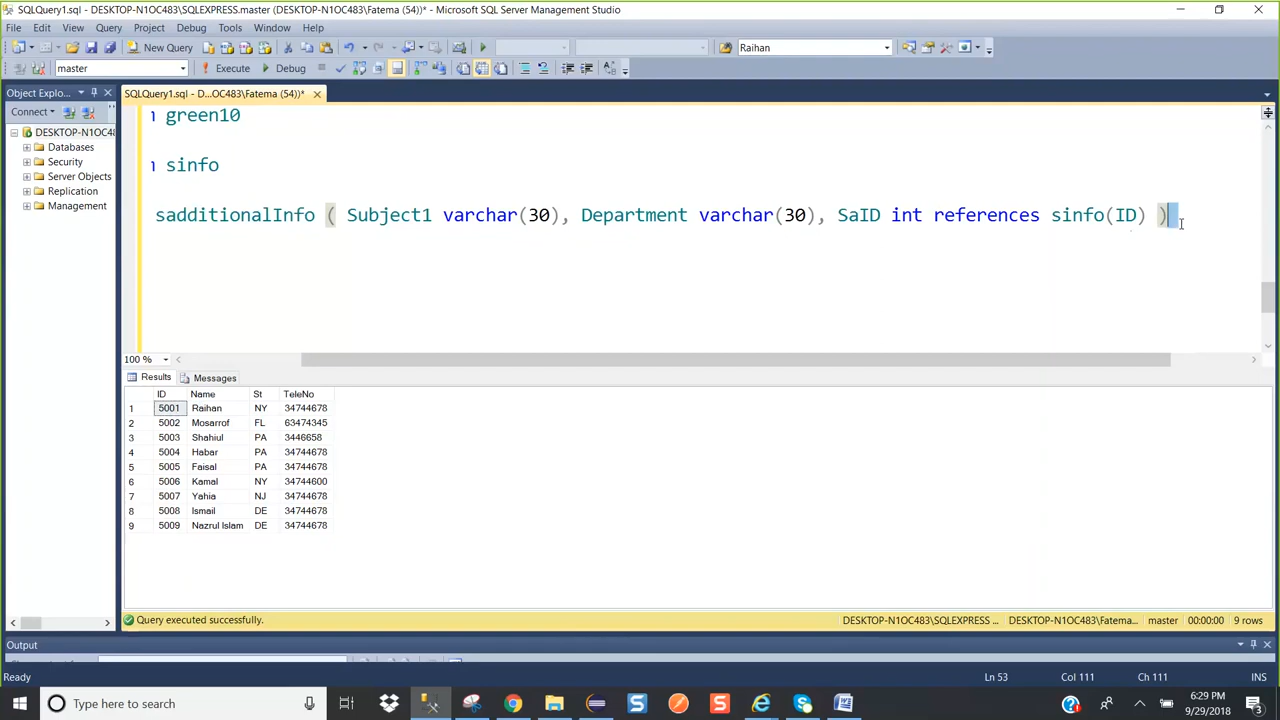 SQLQuery1.sql - DESKTOP-N1OC483\SQLEXPRESS.master (DESKTOP-N1OC483\Fatema (54))* - Microsoft SQL Server Management Studio
File Edit View Query Project Debug Tools Window Help
New Query Raihan
master Execute Debug
Object Explo... SQLQuery1.sql - D...OC483\Fatema (54))*
Connect
DESKTOP-N1OC48
Databases
Security
Server Objects
Replication
Management
green10
sinfo
sadditionalInfo ( Subject1 varchar(30), Department varchar(30), SaID int references sinfo(ID) )
100 %
Results Messages
ID Name St TeleNo
1 5001 Raihan NY 34744678
2 5002 Mosarrof FL 63474345
3 5003 Shahiul PA 3446658
4 5004 Habar PA 34744678
5 5005 Faisal PA 34744678
6 5006 Kamal NY 34744600
7 5007 Yahia NJ 34744678
8 5008 Ismail DE 34744678
9 5009 Nazrul Islam DE 34744678
Query executed successfully. DESKTOP-N1OC483\SQLEXPRESS ... DESKTOP-N1OC483\Fatema... master 00:00:00 9 rows
Output
Ready Ln 53 Col 111 Ch 111 INS
Type here to search 6:29 PM
9/29/2018 3